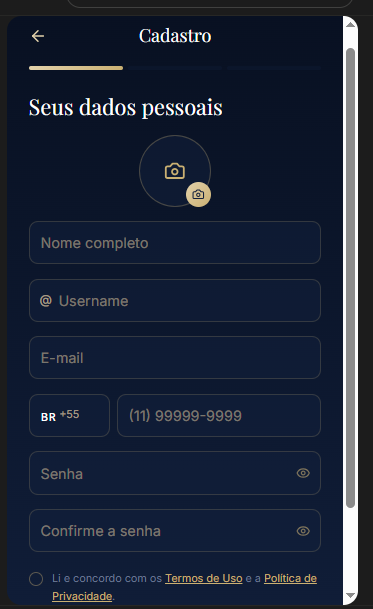 Cadastro
Seus dados pessoais
Nome completo
@ Username
E-mail
BR +55 (11) 99999-9999
Senha
Confirme a senha
Li e concordo com os Termos de Uso e a Política de
Privacidade.